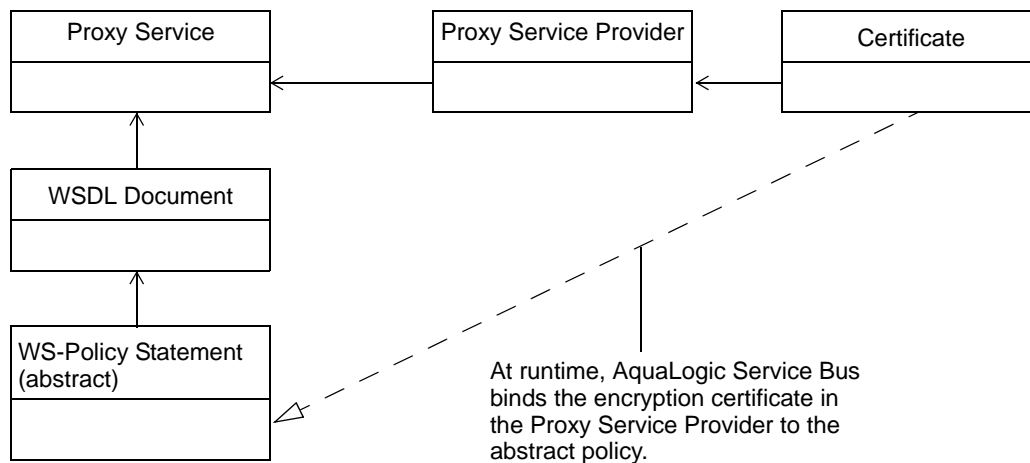 Proxy Service
Proxy Service Provider
Certificate
WSDL Document
WS-Policy Statement
(abstract)
At runtime, AquaLogic Service Bus
binds the encryption certificate in
the Proxy Service Provider to the
abstract policy.